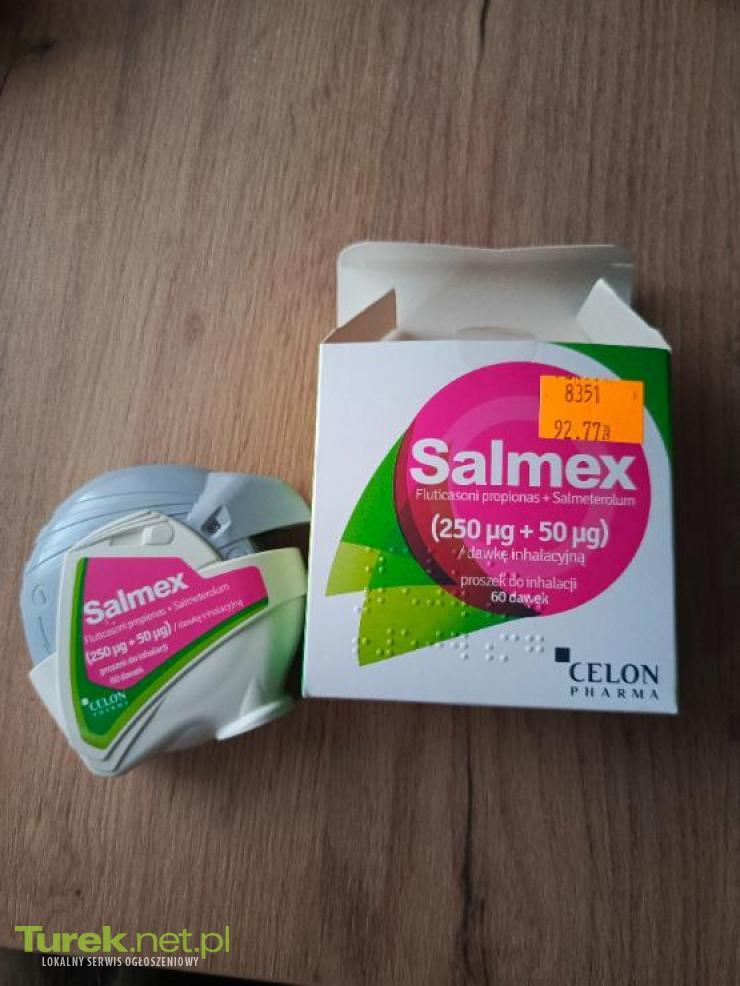 8351
92.77zł
Salmex
Fluticasoni propionas + Salmeterolum
(250 µg + 50 µg)
/ dawkę inhalacyjną
proszek do inhalacji
60 dawek
CELON
PHARMA
Salmex
Fluticasoni propionas + Salmeterolum
(250 µg + 50 µg) / dawkę inhalacyjną
proszek do inhalacji
60 dawek
CELON
PHARMA
Turek.net.pl
LOKALNY SERWIS OGŁOSZENIOWY